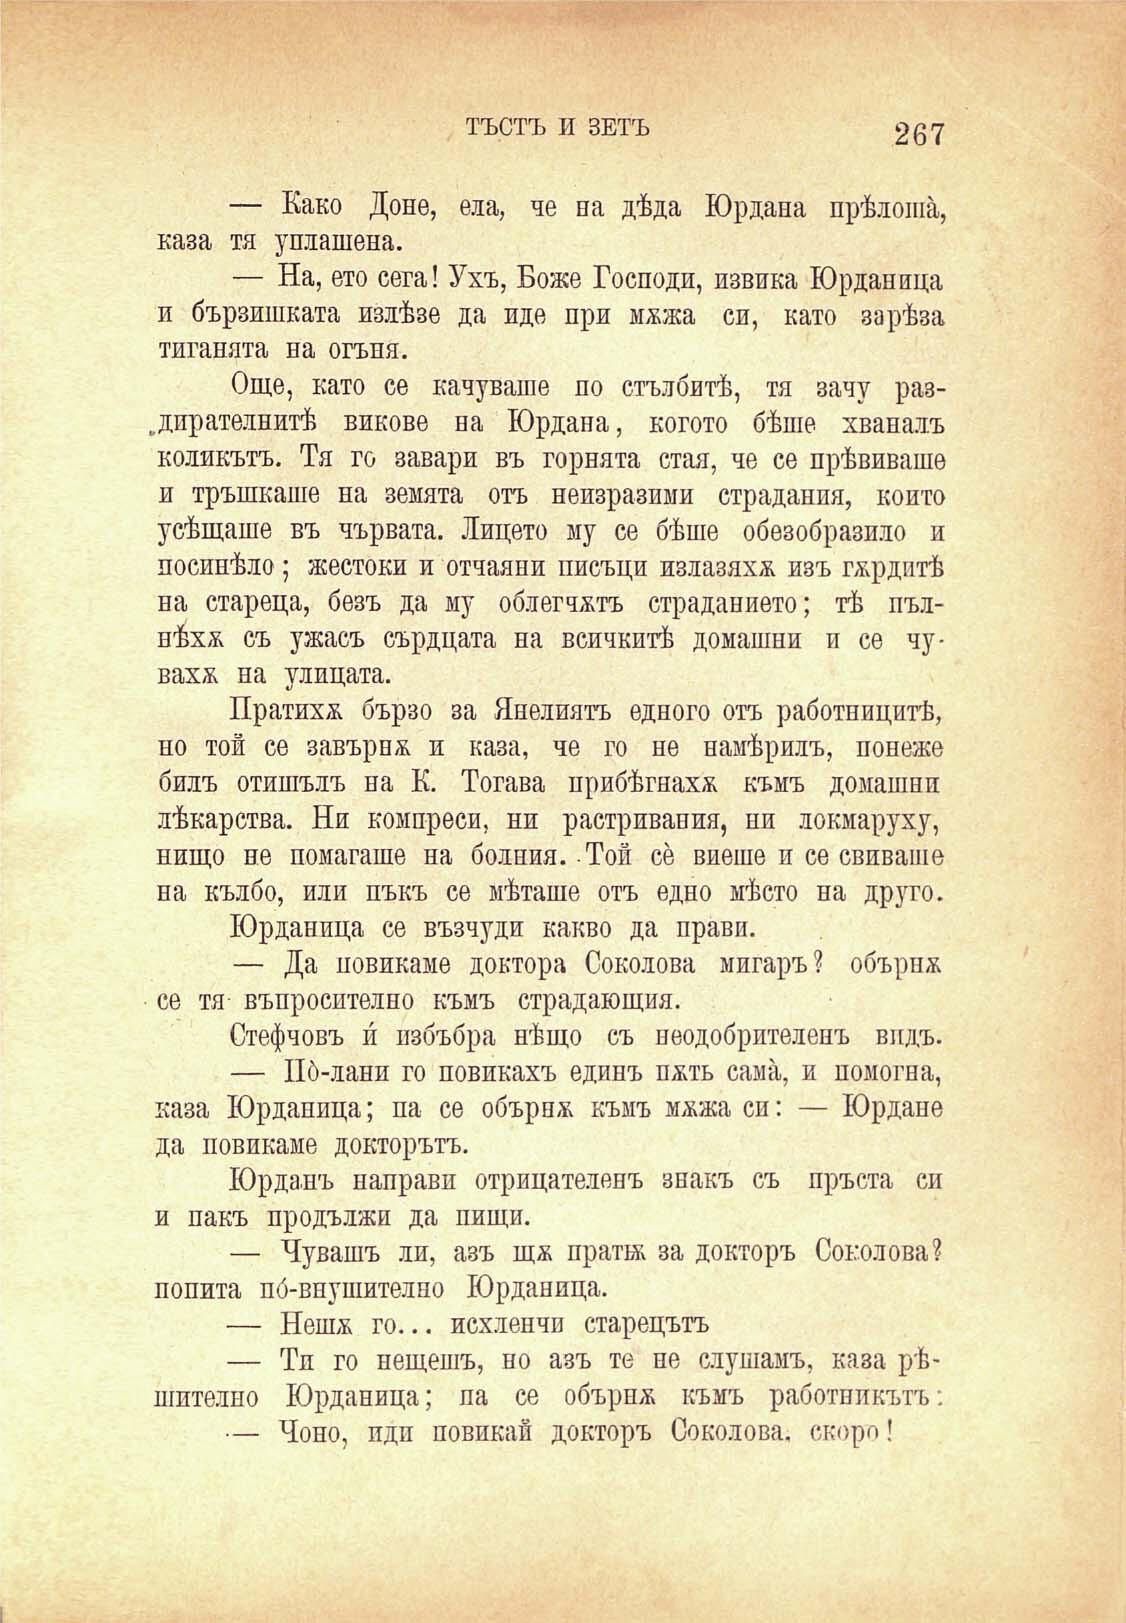 ТЪСТЪ И ЗЕТЪ 267
— Како Доне, ела, че на дѣда Юрдана прѣлоша̀,
каза тя уплашена.
— На, ето сега! Ухъ, Боже Господи, извика Юрданица
и бързишката излѣзе да иде при мѫжа си, като зарѣза
тиганята на огъня.
Още, като се качуваше по стълбитѣ, тя зачу раз-
дирателнитѣ викове на Юрдана, когото бѣше хваналъ
коликътъ. Тя го завари въ горнята стая, че се прѣвиваше
и тръшкаше на земята отъ неизразими страдания, които
усѣщаше въ чървата. Лицето му се бѣше обезобразило и
посинѣло; жестоки и отчаяни писъци излазяхѫ изъ гѫрдитѣ
на стареца, безъ да му облегчѫтъ страданието; тѣ пъл-
нѣхѫ съ ужасъ сърдцата на всичкитѣ домашни и се чу-
вахѫ на улицата.
Пратихѫ бързо за Янелиятъ едного отъ работницитѣ,
но той се завърнѫ и каза, че го не намѣрилъ, понеже
билъ отишълъ на К. Тогава прибѣгнахѫ къмъ домашни
лѣкарства. Ни компреси, ни растривания, ни локмаруху,
нищо не помагаше на болния. Той сѐ виеше и се свиваше
на кълбо, или пъкъ се мѣташе отъ едно мѣсто на друго.
Юрданица се възчуди какво да прави.
— Да повикаме доктора Соколова мигаръ? обърнѫ
се тя въпросително къмъ страдающия.
Стефчовъ ѝ избъбра нѣщо съ неодобрителенъ видъ.
— По̀-лани го повикахъ единъ пѫть сама̀, и помогна,
каза Юрданица; па се обърнѫ къмъ мѫжа си: — Юрдане
да повикаме докторътъ.
Юрданъ направи отрицателенъ знакъ съ пръста си
и пакъ продължи да пищи.
— Чувашъ ли, азъ щѫ пратѭ за докторъ Соколова?
попита по́-внушително Юрданица.
— Нешѫ го... исхленчи старецътъ
— Ти го нещешъ, но азъ те не слушамъ, каза рѣ-
шително Юрданица; па се обърнѫ къмъ работникътъ:
— Чоно, иди повикай докторъ Соколова. скоро!